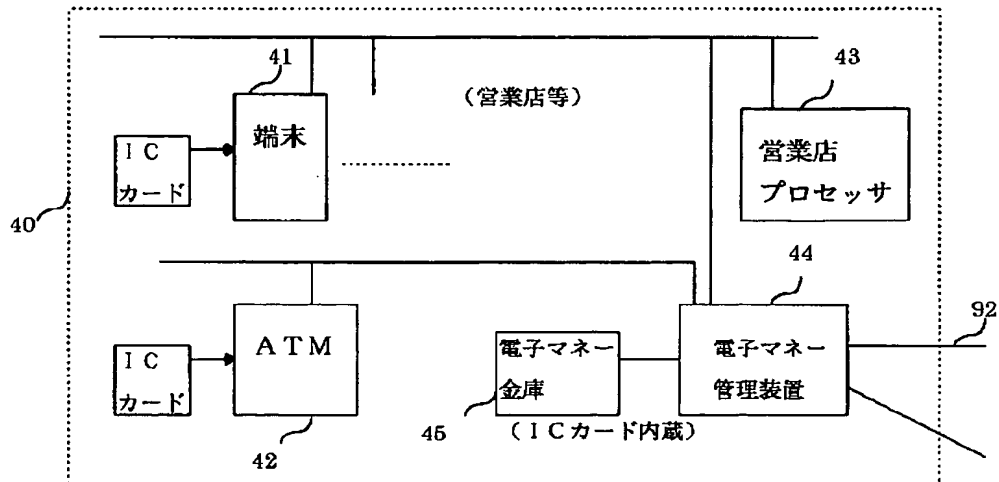 41
43
(営業店等)
端末
IC
カード
営業店
プロセッサ
40
44
92
ATM
電子マネー
金庫
電子マネー
管理装置
IC
カード
45
(ICカード内蔵)
42